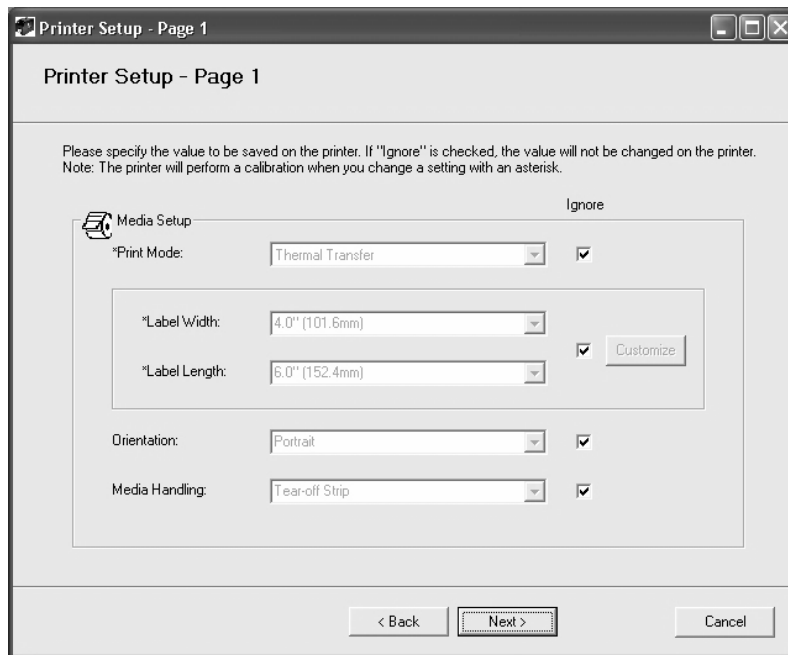 Printer Setup - Page 1
Printer Setup - Page 1
Please specify the value to be saved on the printer. If "Ignore" is checked, the value will not be changed on the printer.
Note: The printer will perform a calibration when you change a setting with an asterisk.
Ignore
Media Setup
*Print Mode: Thermal Transfer
*Label Width: 4.0" (101.6mm)
Customize
*Label Length: 6.0" (152.4mm)
Orientation: Portrait
Media Handling: Tear-off Strip
< Back Next > Cancel